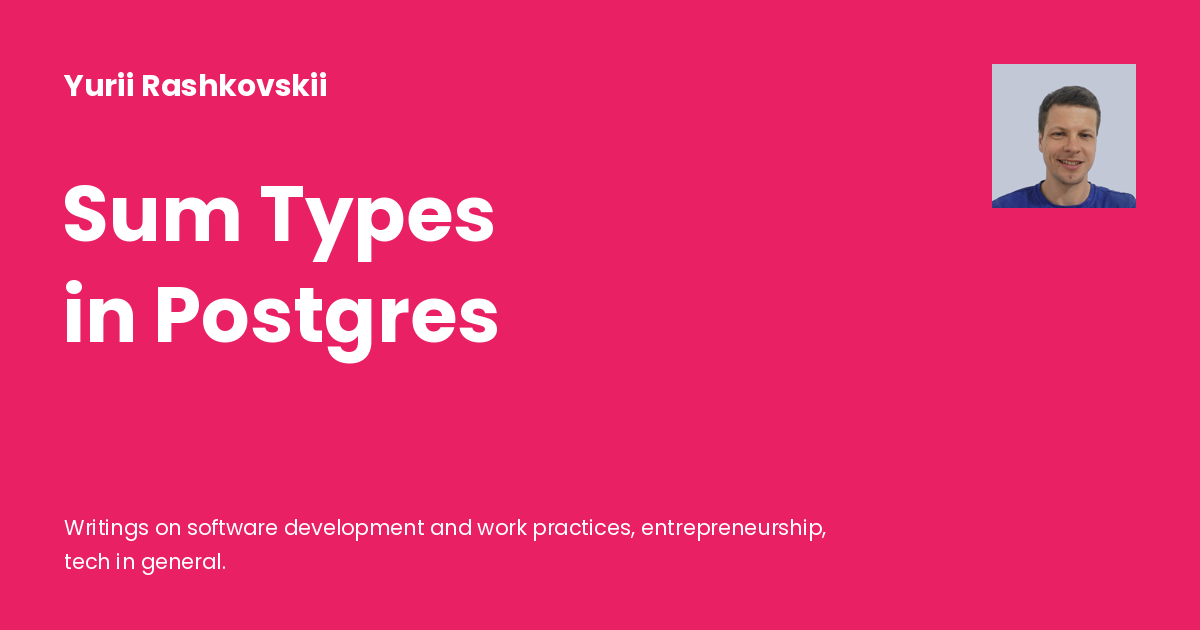 Yurii Rashkovskii
Sum Types
in Postgres
Writings on software development and work practices, entrepreneurship,
tech in general.